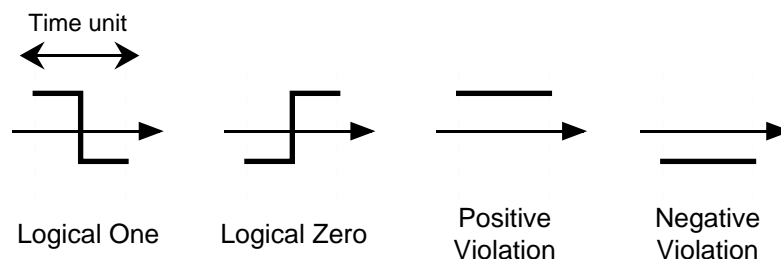 Time unit
Logical One
Logical Zero
Positive
Violation
Negative
Violation